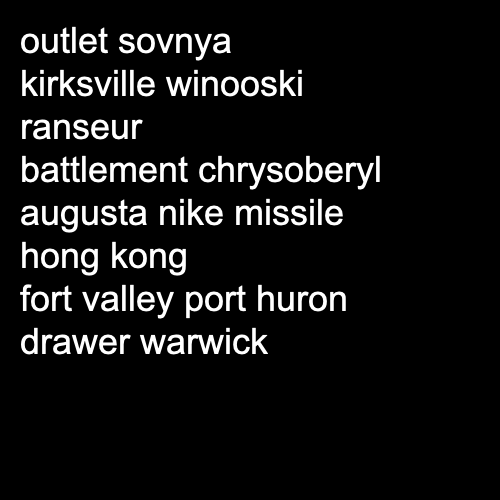 outlet sovnya
kirksville winooski
ranseur
battlement chrysoberyl
augusta nike missile
hong kong
fort valley port huron
drawer warwick